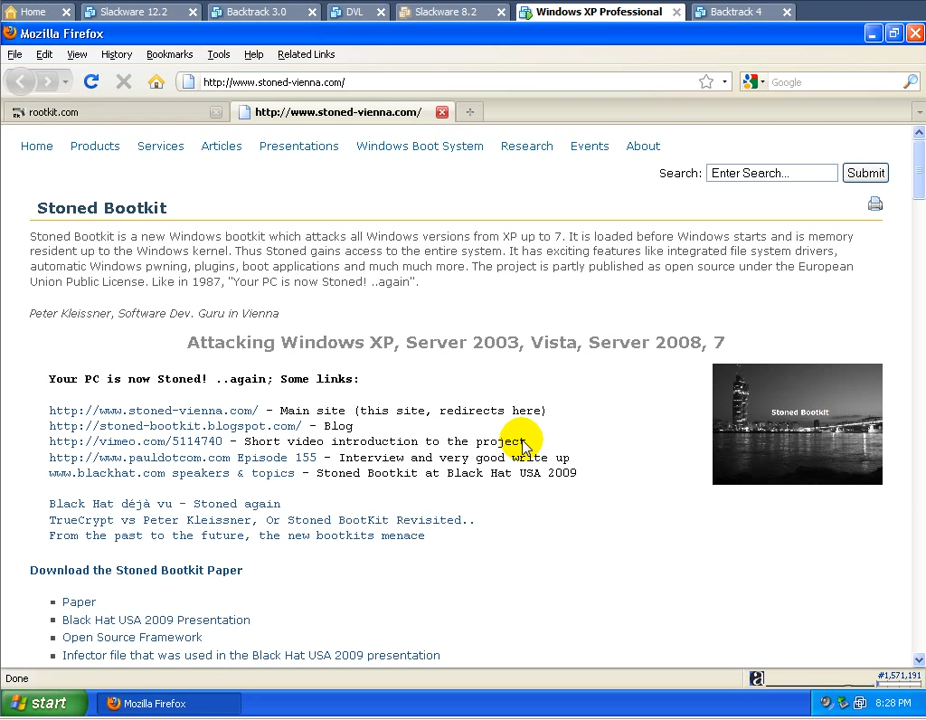 Home
Slackware 12.2
Backtrack 3.0
DVL
Slackware 8.2
Windows XP Professional
Backtrack 4
Mozilla Firefox
File Edit View History Bookmarks Tools Help Related Links
http://www.stoned-vienna.com/
Google
rootkit.com
http://www.stoned-vienna.com/
Home Products Services Articles Presentations Windows Boot System Research Events About
Search: Enter Search... Submit
Stoned Bootkit
Stoned Bootkit is a new Windows bootkit which attacks all Windows versions from XP up to 7. It is loaded before Windows starts and is memory
resident up to the Windows kernel. Thus Stoned gains access to the entire system. It has exciting features like integrated file system drivers,
automatic Windows pwning, plugins, boot applications and much much more. The project is partly published as open source under the European
Union Public License. Like in 1987, "Your PC is now Stoned! ..again".
Peter Kleissner, Software Dev. Guru in Vienna
Attacking Windows XP, Server 2003, Vista, Server 2008, 7
Your PC is now Stoned! ..again; Some links:
http://www.stoned-vienna.com/ - Main site (this site, redirects here)
http://stoned-bootkit.blogspot.com/ - Blog
http://vimeo.com/5114740 - Short video introduction to the project
http://www.pauldotcom.com Episode 155 - Interview and very good write up
www.blackhat.com speakers & topics - Stoned Bootkit at Black Hat USA 2009
Stoned Bootkit
Black Hat déjà vu - Stoned again
TrueCrypt vs Peter Kleissner, Or Stoned BootKit Revisited..
From the past to the future, the new bootkits menace
Download the Stoned Bootkit Paper
Paper
Black Hat USA 2009 Presentation
Open Source Framework
Infector file that was used in the Black Hat USA 2009 presentation
Done
#1,571,191
start
Mozilla Firefox
8:28 PM